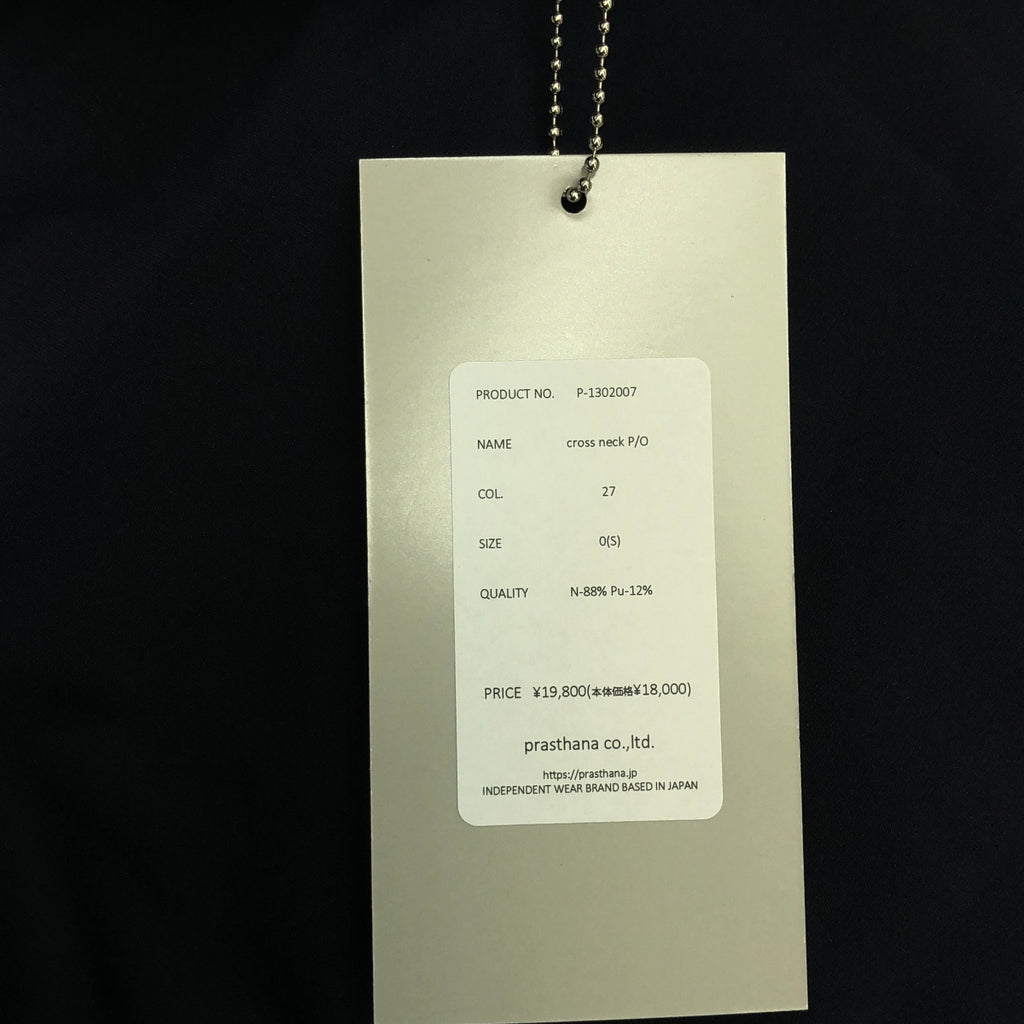 PRODUCT NO. P-1302007
NAME cross neck P/O
COL. 27
SIZE 0(S)
QUALITY N-88% Pu-12%
PRICE ¥19,800(本体価格¥18,000)
prasthana co.,ltd.
https://prasthana.jp
INDEPENDENT WEAR BRAND BASED IN JAPAN